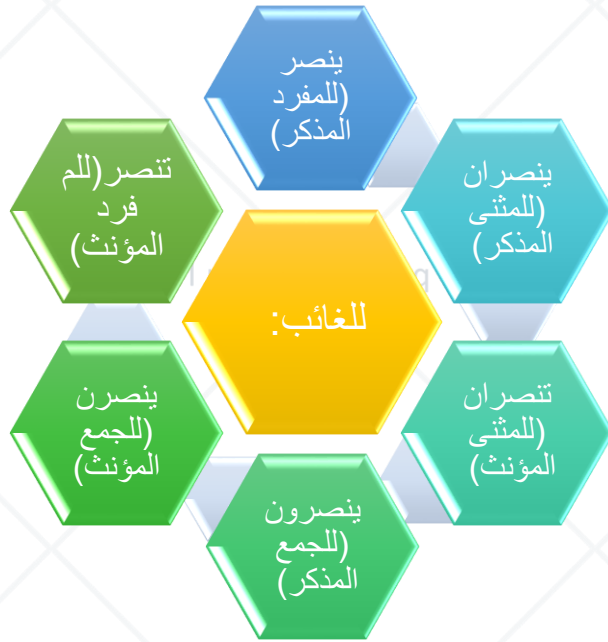 ينصر
(للمفرد
المذكر)
ينصران
(للمثنى
المذكر)
تنصران
(للمثنى
المؤنث)
ينصرون
(للجمع
المذكر)
ينصرن
(للجمع
المؤنث)
تنصر(للم
فرد
المؤنث)
للغائب: